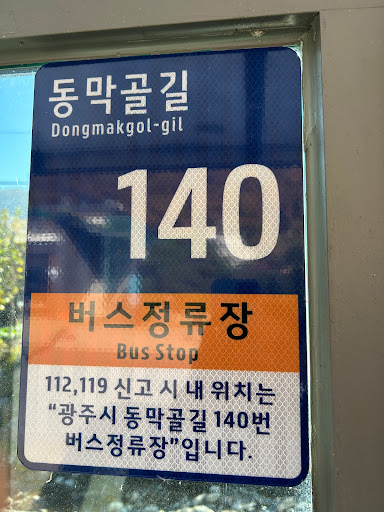 동막골길
Dongmakgol-gil
140
버스정류장
Bus Stop
112,119 신고 시 내 위치는
“광주시 동막골길 140번
버스정류장”입니다.